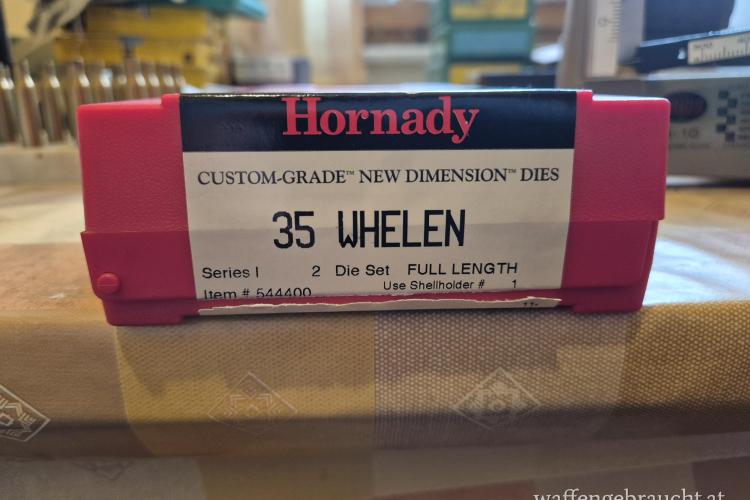 Hornady
CUSTOM-GRADE™ NEW DIMENSION™ DIES
35 WHELEN
Series I 2 Die Set FULL LENGTH
Item # 544400 Use Shellholder # 1
waffengebraucht.at